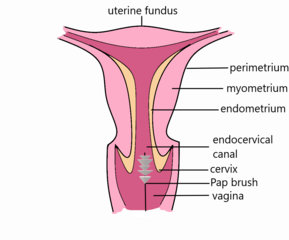 uterine fundus
perimetrium
myometrium
endometrium
endocervical
canal
cervix
Pap brush
vagina